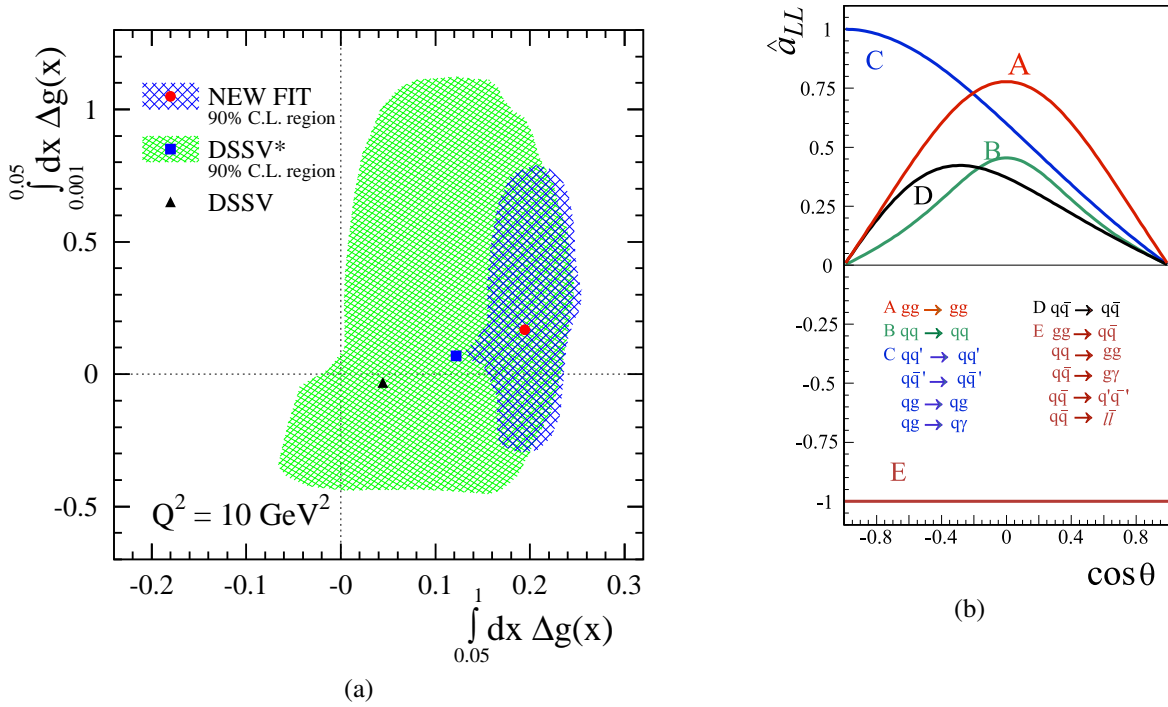 1
0.5
0
-0.5
0.05
∫ dx Δg(x)
0.001
NEW FIT
90% C.L. region
DSSV*
90% C.L. region
DSSV
Q² = 10 GeV²
-0.2 -0.1 -0 0.1 0.2 0.3
1
∫ dx Δg(x)
0.05
(a)
â_LL
1
0.75
0.5
0.25
0
-0.25
-0.5
-0.75
-1
C
A
B
D
A gg → gg
B qq → qq
C qq' → qq'
qq̄' → qq̄'
qg → qg
qg → qγ
D qq̄ → qq̄
E gg → qq̄
qq → gg
qq̄ → gγ
qq̄ → q'q̄'
qq̄ → ll̄
E
-0.8 -0.4 0 0.4 0.8
cos θ
(b)